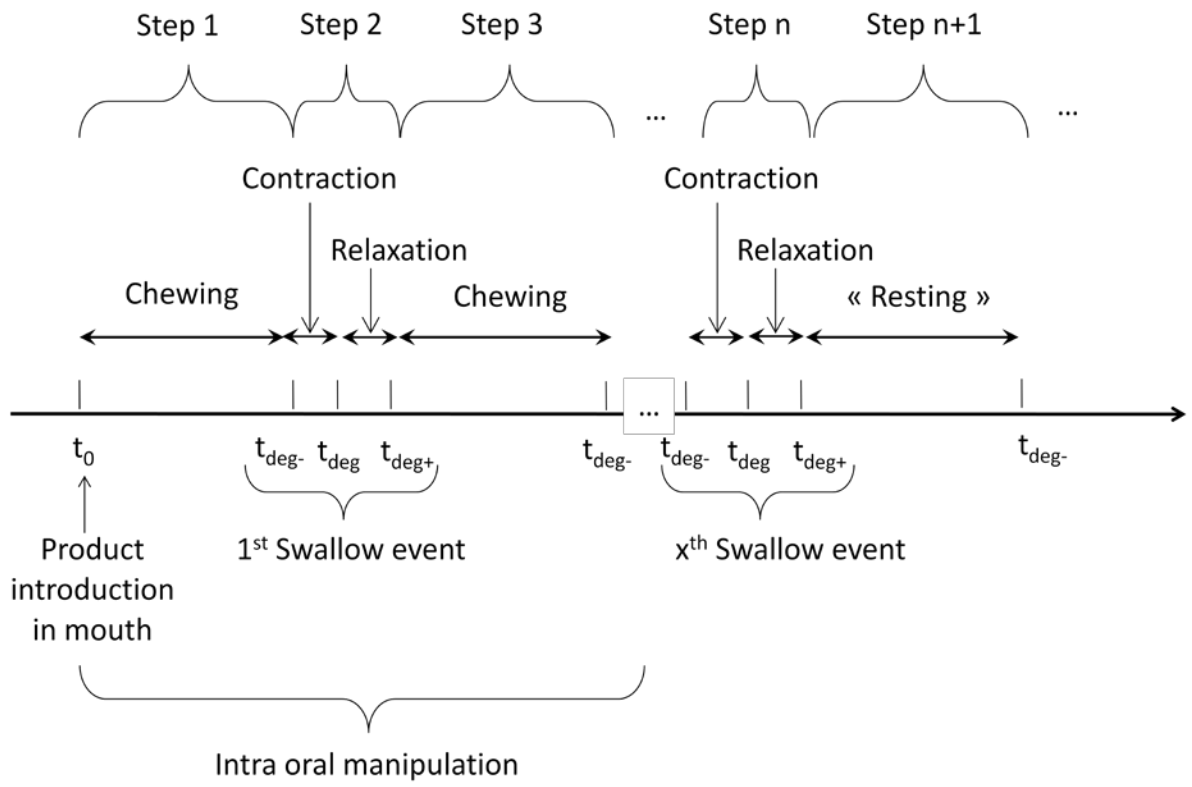 Step 1 Step 2 Step 3 Step n Step n+1
... ...
Contraction Contraction
Relaxation Relaxation
Chewing Chewing « Resting »
...
t0 tdeg- tdeg tdeg+ tdeg- tdeg- tdeg tdeg+ tdeg-
Product
introduction
in mouth
1st Swallow event xth Swallow event
Intra oral manipulation